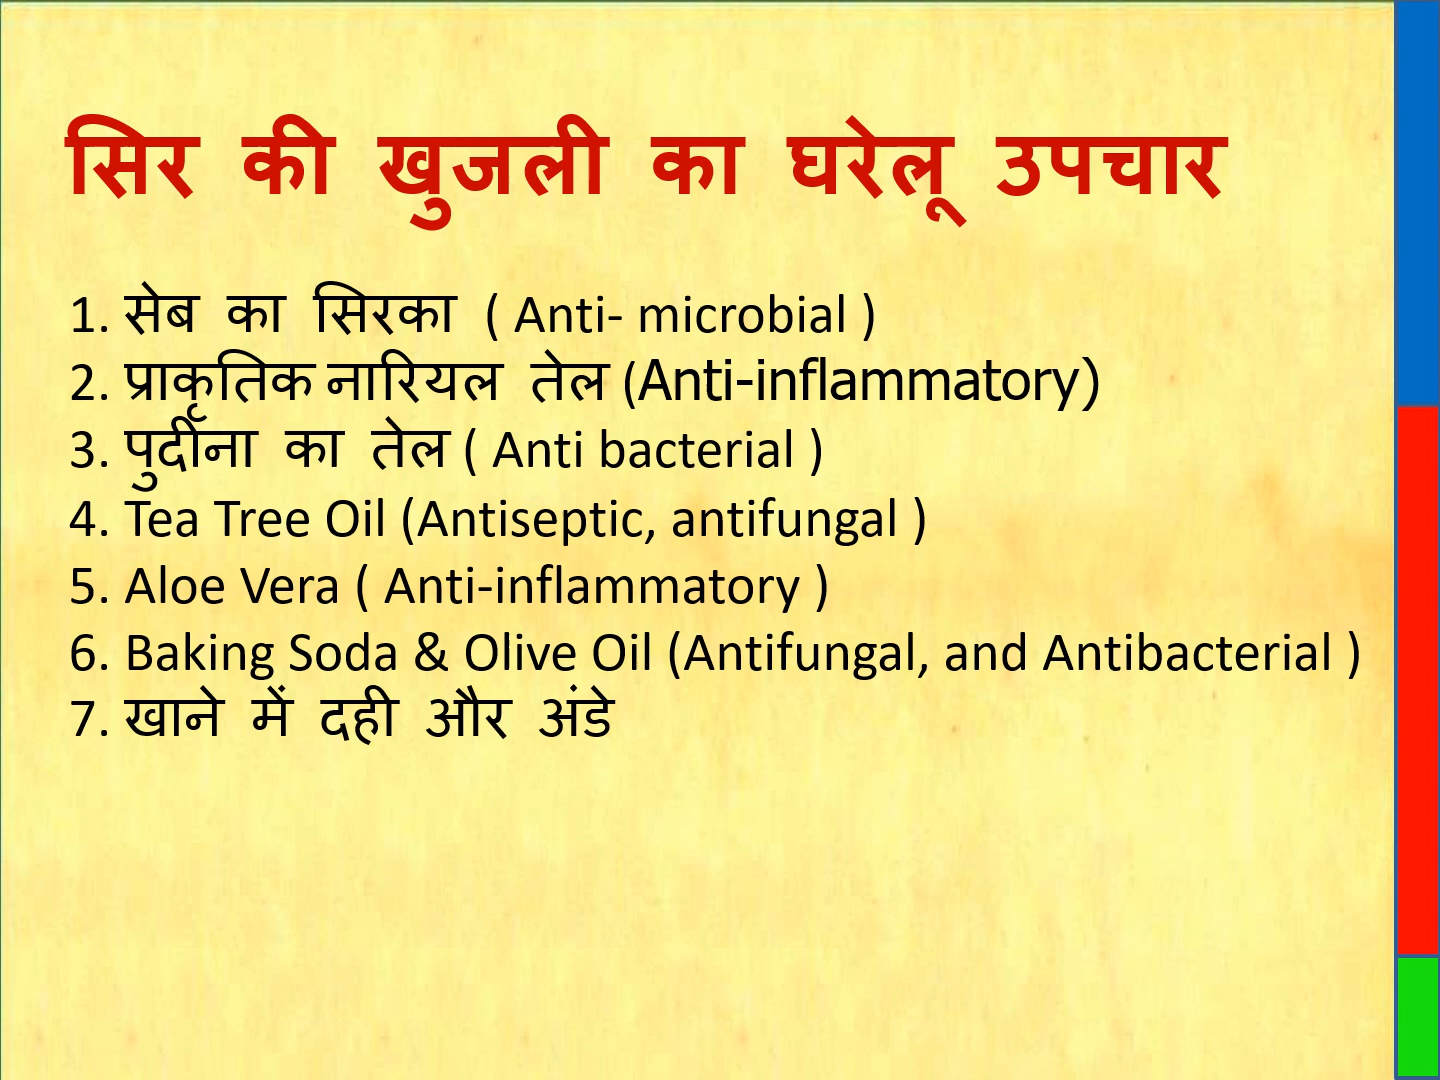 सिर की खुजली का घरेलू उपचार
1. सेब का सिरका ( Anti- microbial )
2. प्राकृतिक नारियल तेल (Anti-inflammatory)
3. पुदीना का तेल ( Anti bacterial )
4. Tea Tree Oil (Antiseptic, antifungal )
5. Aloe Vera ( Anti-inflammatory )
6. Baking Soda & Olive Oil (Antifungal, and Antibacterial )
7. खाने में दही और अंडे